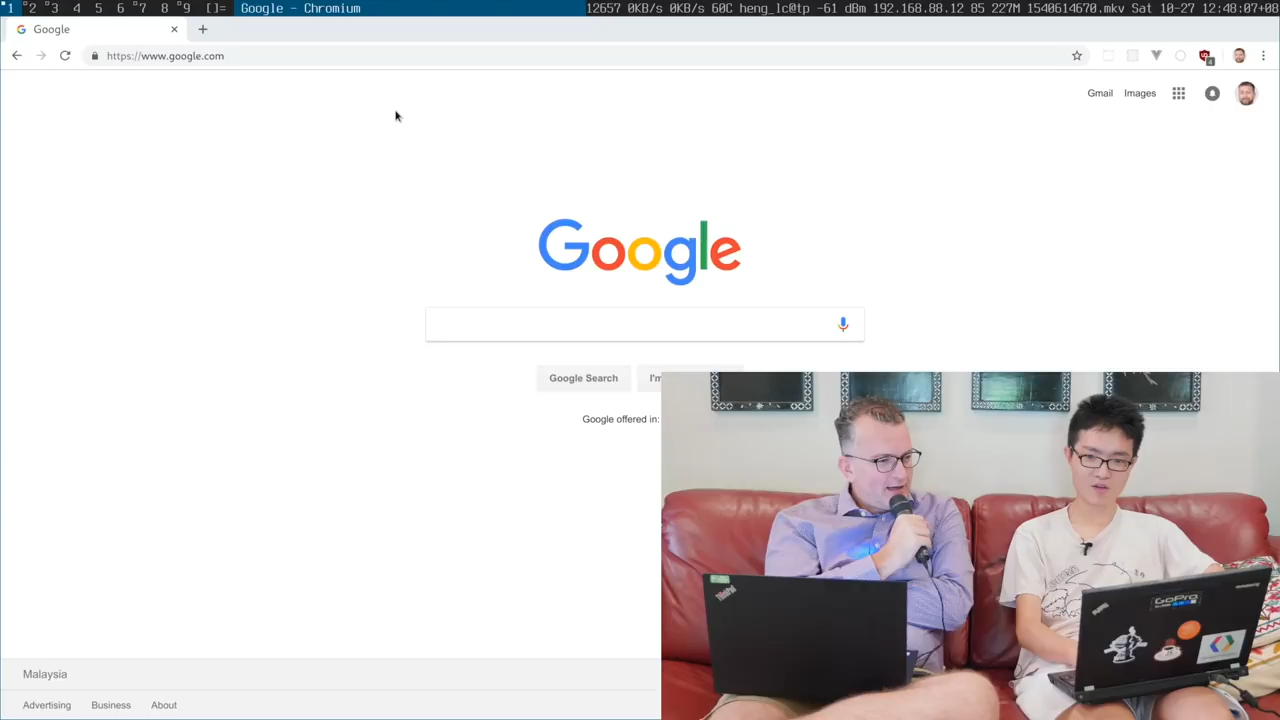 1 2 3 4 5 6 7 8 9 []= Google - Chromium 12657 0KB/s 0KB/s 60C heng_lc@tp -61 dBm 192.168.88.12 85 227M 1540614670.mkv Sat 10-27 12:48:07+08
Google
https://www.google.com
4
Gmail Images
Google
Google Search I'm
Google offered in:
ThinkPad
GoPro
Malaysia
Advertising Business About